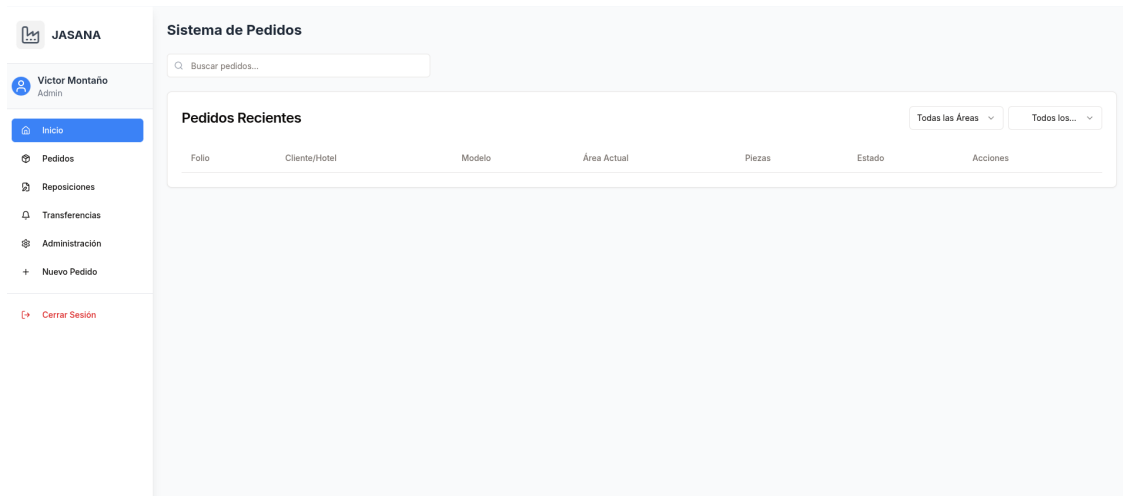 JASANA
Victor Montaño
Admin
Inicio
Pedidos
Reposiciones
Transferencias
Administración
Nuevo Pedido
Cerrar Sesión
Sistema de Pedidos
Buscar pedidos...
Pedidos Recientes
Todas las Áreas
Todos los...
Folio Cliente/Hotel Modelo Área Actual Piezas Estado Acciones